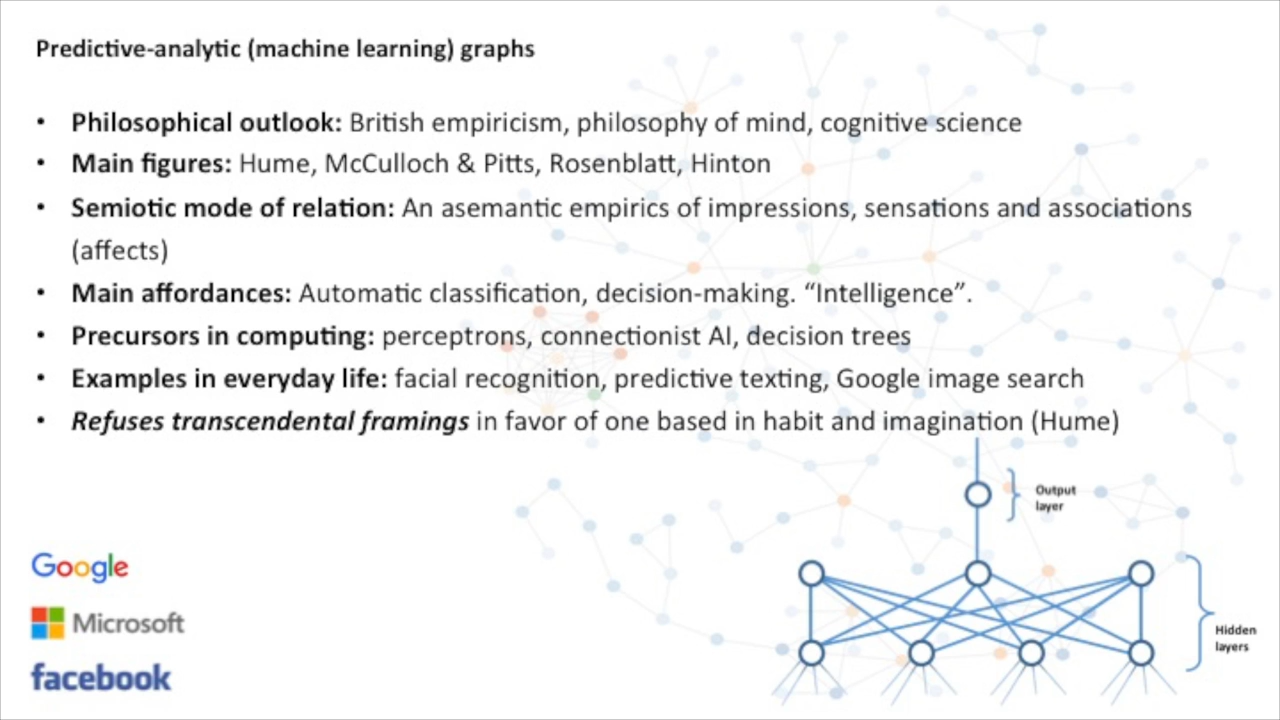 Predictive-analytic (machine learning) graphs
• Philosophical outlook: British empiricism, philosophy of mind, cognitive science
• Main figures: Hume, McCulloch & Pitts, Rosenblatt, Hinton
• Semiotic mode of relation: An asemantic empirics of impressions, sensations and associations
(affects)
• Main affordances: Automatic classification, decision-making. “Intelligence”.
• Precursors in computing: perceptrons, connectionist AI, decision trees
• Examples in everyday life: facial recognition, predictive texting, Google image search
• Refuses transcendental framings in favor of one based in habit and imagination (Hume)
Output
layer
Google
Microsoft
Hidden
layers
facebook